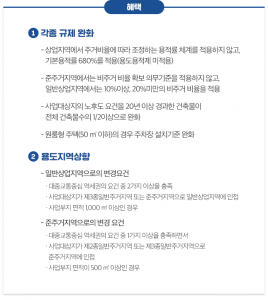 혜택
1 각종 규제 완화
- 상업지역에서 주거비율에 따라 조정하는 용적률 체계를 적용하지 않고,
기본용적률 680%를 적용(용도용적제 미적용)
- 준주거지역에서는 비주거 비율 확보 의무기준을 적용하지 않고,
일반상업지역에서는 10%이상, 20%미만의 비주거 비율을 적용
- 사업대상지의 노후도 요건을 20년 이상 경과한 건축물이
전체 건축물수의 1/2이상으로 완화
- 원룸형 주택(50㎡이하)의 경우 주차장 설치기준 완화
2 용도지역상향
- 일반상업지역으로의 변경요건
· 대중교통중심 역세권의 요건 중 2가지 이상을 충족
· 사업대상지가 제3종일반주거지역 또는 준주거지역으로 일반상업지역에 인접
· 사업부지 면적 1,000㎡ 이상인 경우
- 준주거지역으로의 변경 요건
· 대중교통중심 역세권의 요건 중 1가지 이상을 충족하면서
· 사업대상지가 제2종일반주거지역 또는 제3종일반주거지역으로
준주거지역에 인접
· 사업부지 면적이 500㎡ 이상인 경우